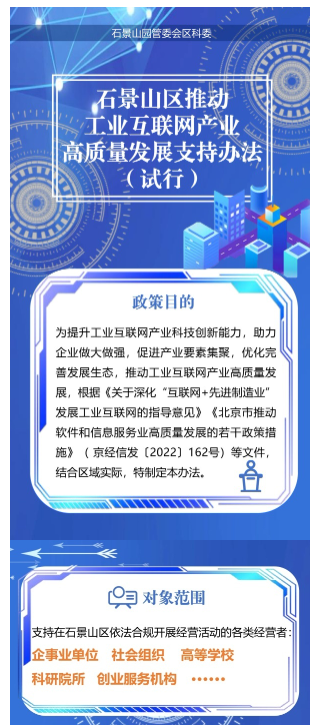 石景山园管委会区科委
石景山区推动
工业互联网产业
高质量发展支持办法
（试行）
政策目的
为提升工业互联网产业科技创新能力，助力
企业做大做强，促进产业要素集聚，优化完
善发展生态，推动工业互联网产业高质量发
展，根据《关于深化“互联网+先进制造业”
发展工业互联网的指导意见》《北京市推动
软件和信息服务业高质量发展的若干政策措
施》（京经信发〔2022〕162号）等文件，
结合区域实际，特制定本办法。
对象范围
支持在石景山区依法合规开展经营活动的各类经营者：
企事业单位 社会组织 高等学校
科研院所 创业服务机构 ······